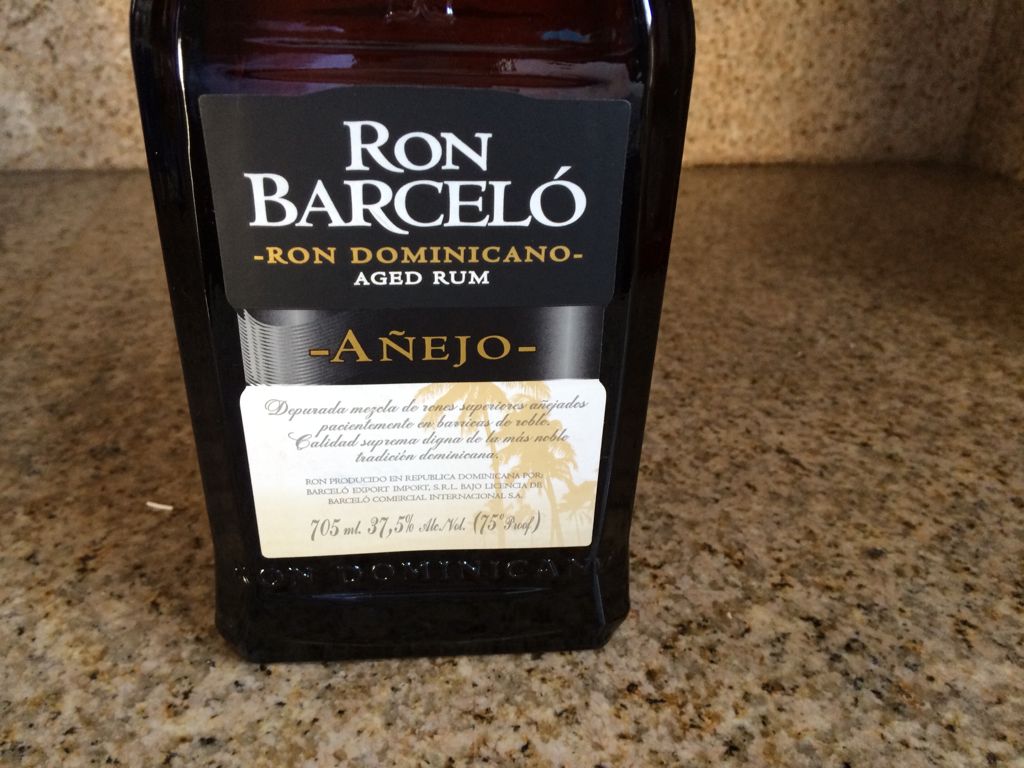 RON
BARCELÓ
-RON DOMINICANO-
AGED RUM
-AÑEJO-
Depurada mezcla de rones superiores añejados
pacientemente en barricas de roble.
Calidad suprema digna de la más noble
tradición dominicana.
RON PRODUCIDO EN REPUBLICA DOMINICANA POR:
BARCELÓ EXPORT IMPORT, S.R.L. BAJO LICENCIA DE
BARCELÓ COMERCIAL INTERNACIONAL S.A.
705 ml. 37,5% Alc.Vol. (75° Proof)
RON DOMINICANO